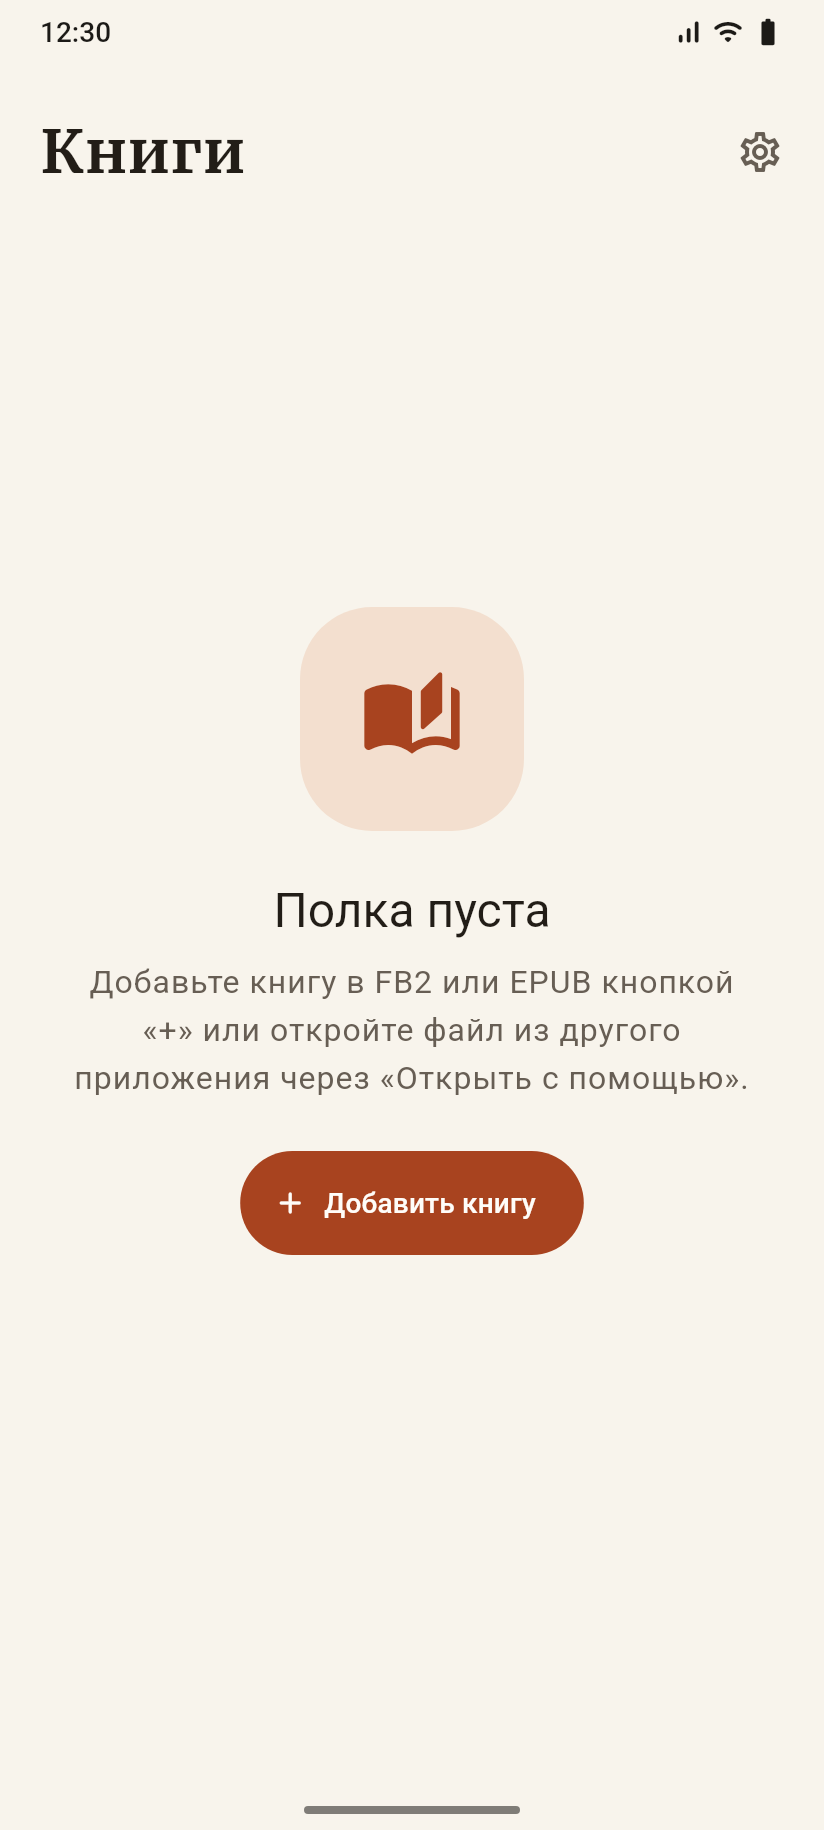 12:30
Книги
Полка пуста
Добавьте книгу в FB2 или EPUB кнопкой
«+» или откройте файл из другого
приложения через «Открыть с помощью».
Добавить книгу